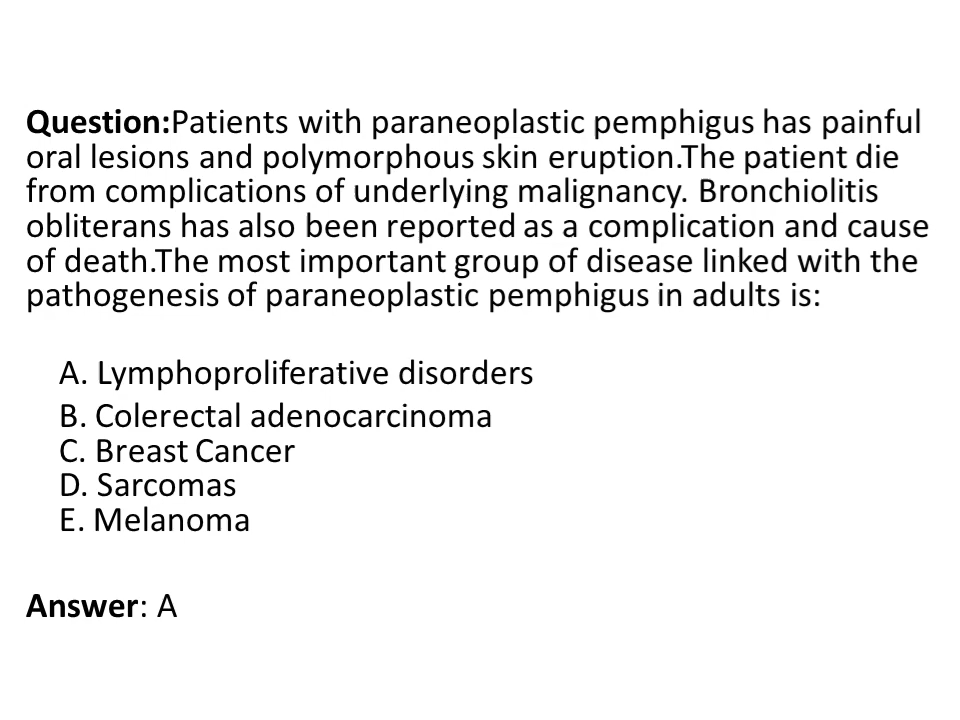 Question:Patients with paraneoplastic pemphigus has painful
oral lesions and polymorphous skin eruption.The patient die
from complications of underlying malignancy. Bronchiolitis
obliterans has also been reported as a complication and cause
of death.The most important group of disease linked with the
pathogenesis of paraneoplastic pemphigus in adults is:
A. Lymphoproliferative disorders
B. Colerectal adenocarcinoma
C. Breast Cancer
D. Sarcomas
E. Melanoma
Answer: A